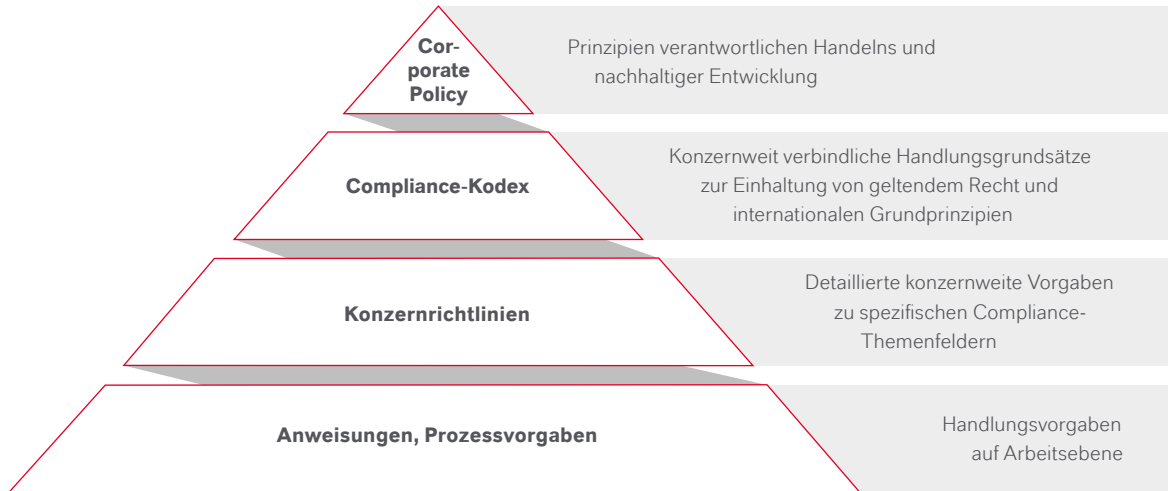 Cor-
porate
Policy
Prinzipien verantwortlichen Handelns und
nachhaltiger Entwicklung
Compliance-Kodex
Konzernweit verbindliche Handlungsgrundsätze
zur Einhaltung von geltendem Recht und
internationalen Grundprinzipien
Konzernrichtlinien
Detaillierte konzernweite Vorgaben
zu spezifischen Compliance-
Themenfeldern
Anweisungen, Prozessvorgaben
Handlungsvorgaben
auf Arbeitsebene